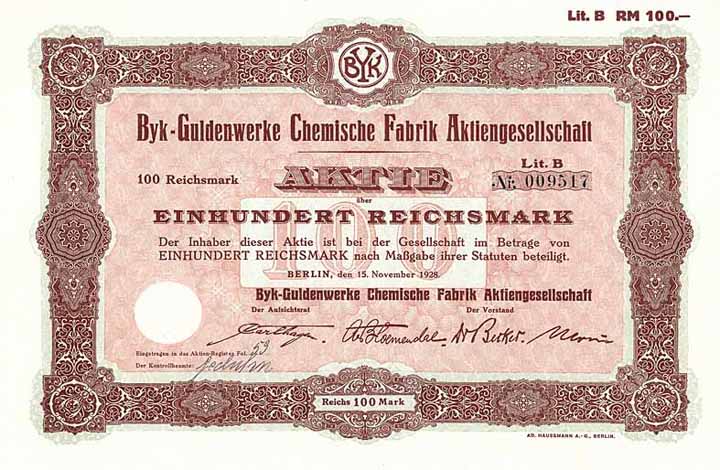 Lit. B RM 100.—
BYK
Byk-Guldenwerke Chemische Fabrik Aktiengesellschaft
Lit. B
100 Reichsmark AKTIE Nr. 009517
über
100
EINHUNDERT REICHSMARK
Der Inhaber dieser Aktie ist bei der Gesellschaft im Betrage von
EINHUNDERT REICHSMARK nach Maßgabe ihrer Statuten beteiligt.
BERLIN, den 15. November 1928.
Byk-Guldenwerke Chemische Fabrik Aktiengesellschaft
Der Aufsichtsrat Der Vorstand
Dr Becker
Eingetragen in das Aktien-Register Fol. 53
Der Kontrollbeamte:
Reichs 100 Mark
AD. HAUSSMANN A.-G., BERLIN.